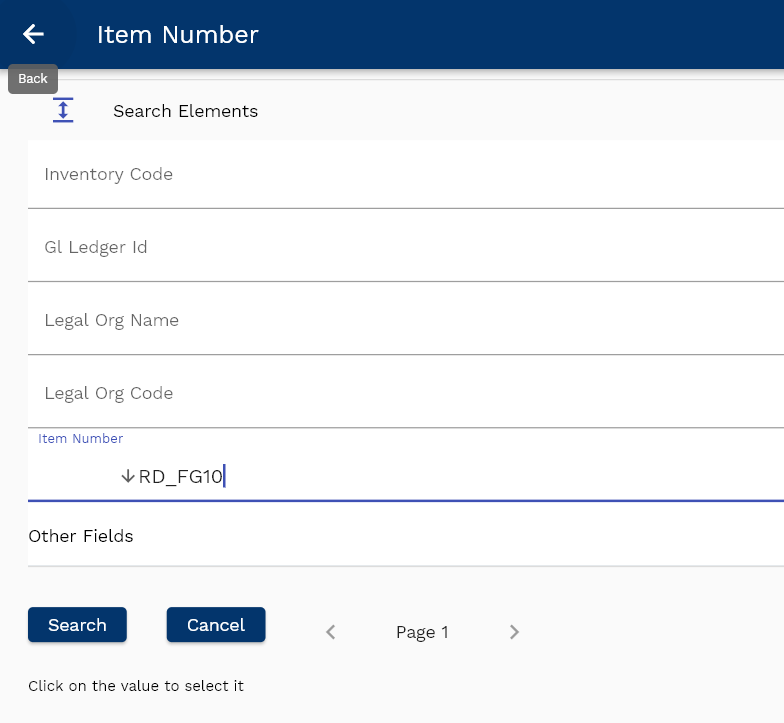 Item Number
Back
Search Elements
Inventory Code
Gl Ledger Id
Legal Org Name
Legal Org Code
Item Number
RD_FG10
Other Fields
Search Cancel Page 1
Click on the value to select it